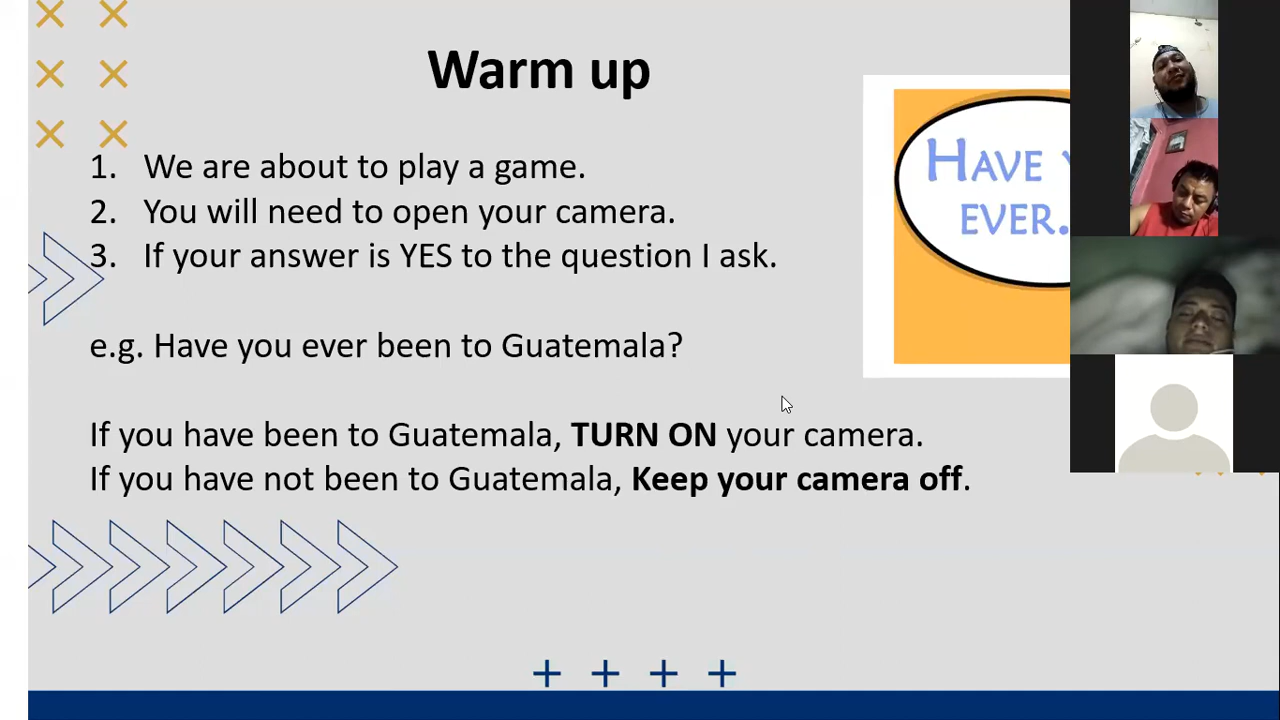 Warm up
1. We are about to play a game.
2. You will need to open your camera.
3. If your answer is YES to the question I ask.
e.g. Have you ever been to Guatemala?
If you have been to Guatemala, TURN ON your camera.
If you have not been to Guatemala, Keep your camera off.
HAVE
EVER.